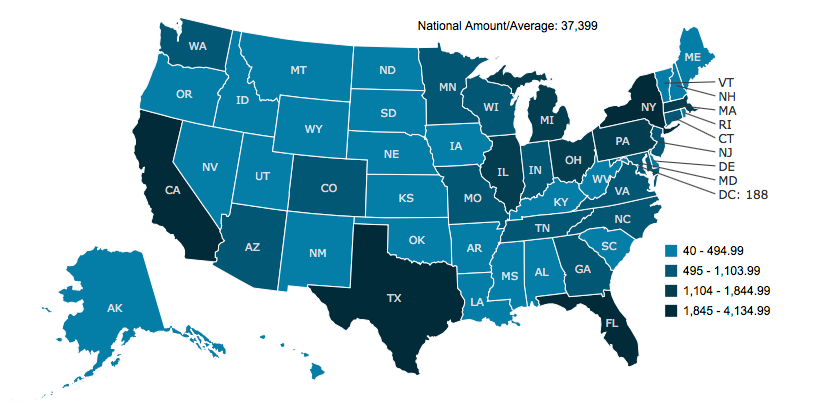 National Amount/Average: 37,399
WA
MT
ND
MN
ME
VT
NH
MA
RI
CT
NJ
DE
MD
DC: 188
OR
ID
SD
WI
MI
NY
WY
IA
PA
NE
NV
UT
CO
IL
IN
OH
WV
VA
CA
KS
MO
KY
NC
TN
AZ
NM
OK
AR
SC
MS
AL
GA
LA
TX
FL
AK
40 - 494.99
495 - 1,103.99
1,104 - 1,844.99
1,845 - 4,134.99